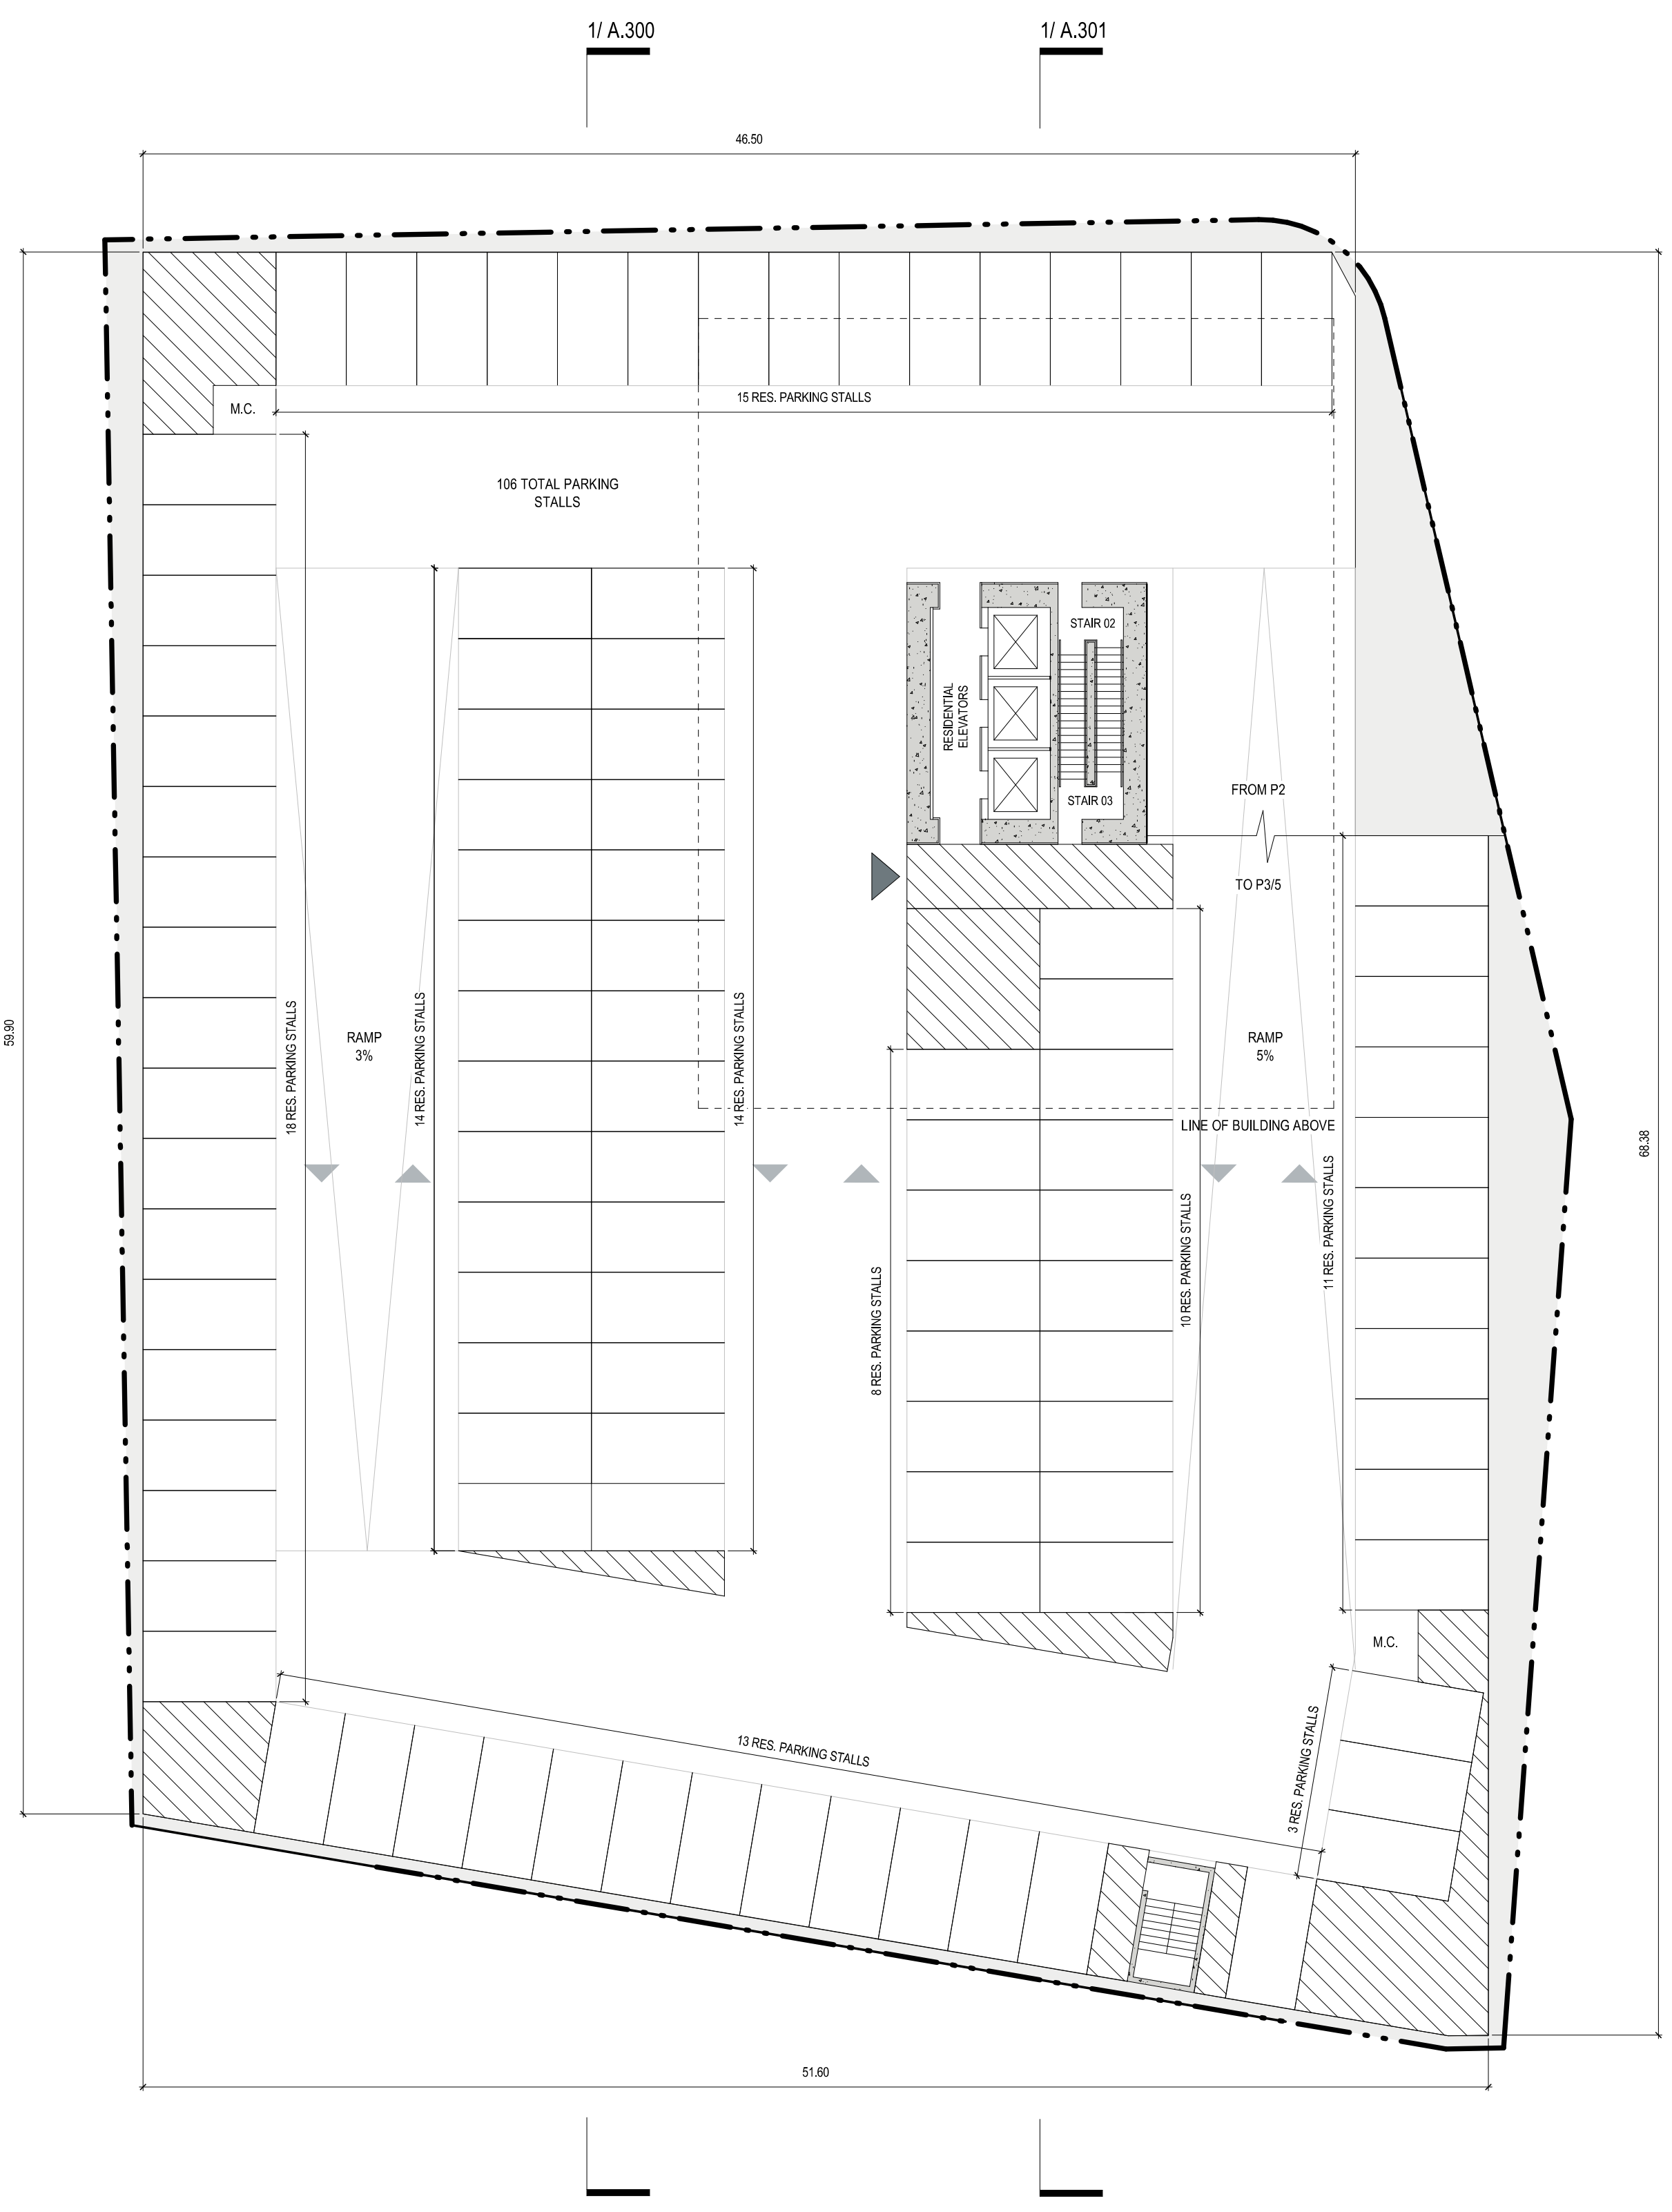 1/ A.300
1/ A.301
46.50
15 RES. PARKING STALLS
M.C.
106 TOTAL PARKING
STALLS
STAIR 02
RESIDENTIAL
ELEVATORS
STAIR 03
FROM P2
TO P3/5
59.90
18 RES. PARKING STALLS
RAMP
3%
14 RES. PARKING STALLS
14 RES. PARKING STALLS
RAMP
5%
LINE OF BUILDING ABOVE
68.38
8 RES. PARKING STALLS
10 RES. PARKING STALLS
11 RES. PARKING STALLS
M.C.
13 RES. PARKING STALLS
3 RES. PARKING STALLS
51.60